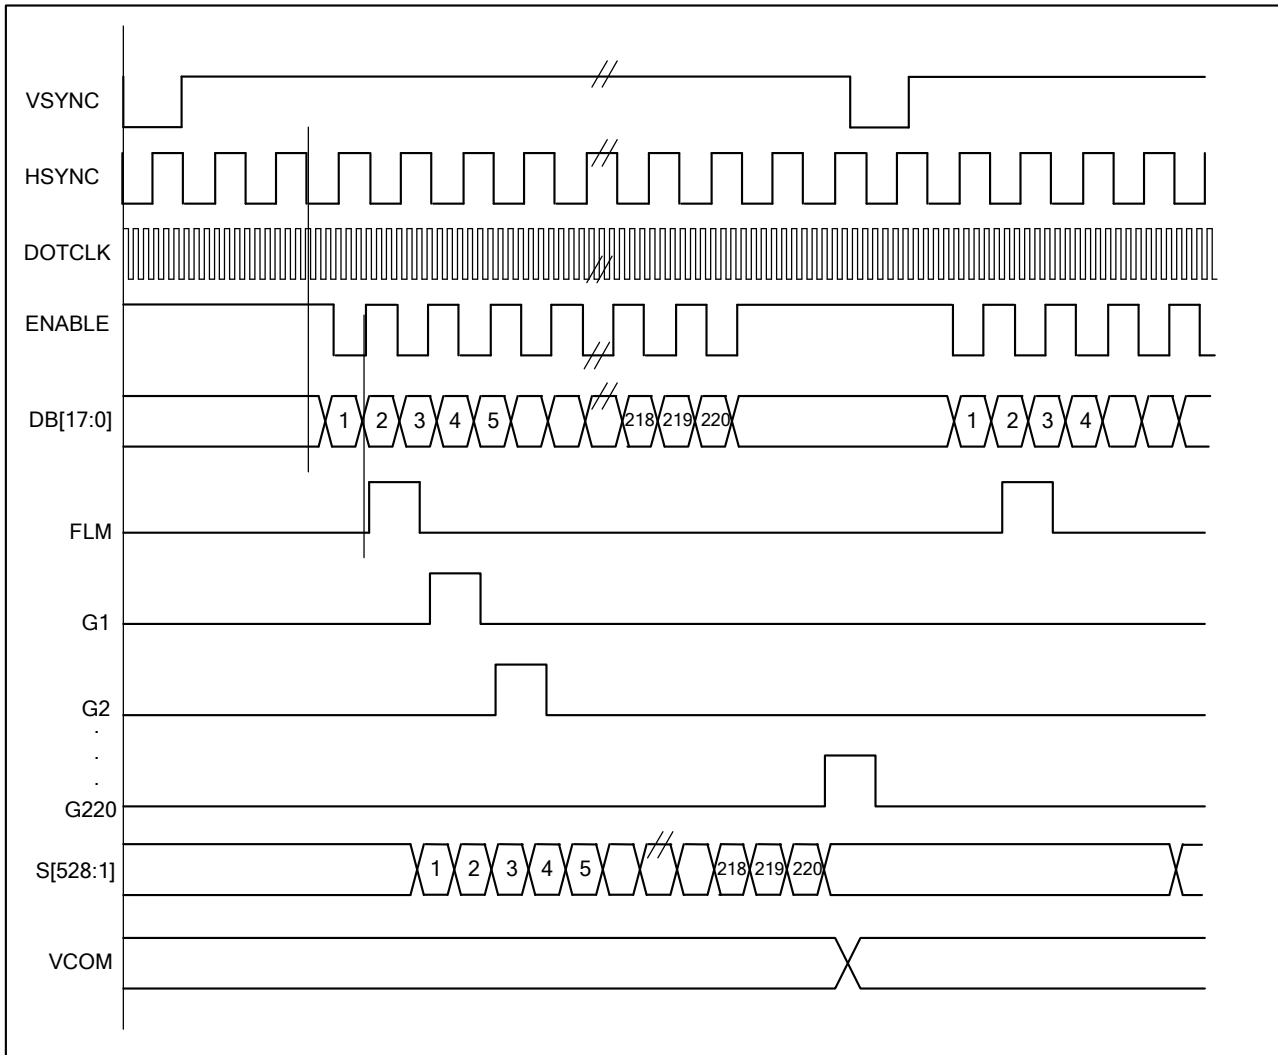 VSYNC
HSYNC
DOTCLK
ENABLE
DB[17:0] 1 2 3 4 5 218 219 220 1 2 3 4
FLM
G1
G2
.
.
.
G220
S[528:1] 1 2 3 4 5 218 219 220
VCOM